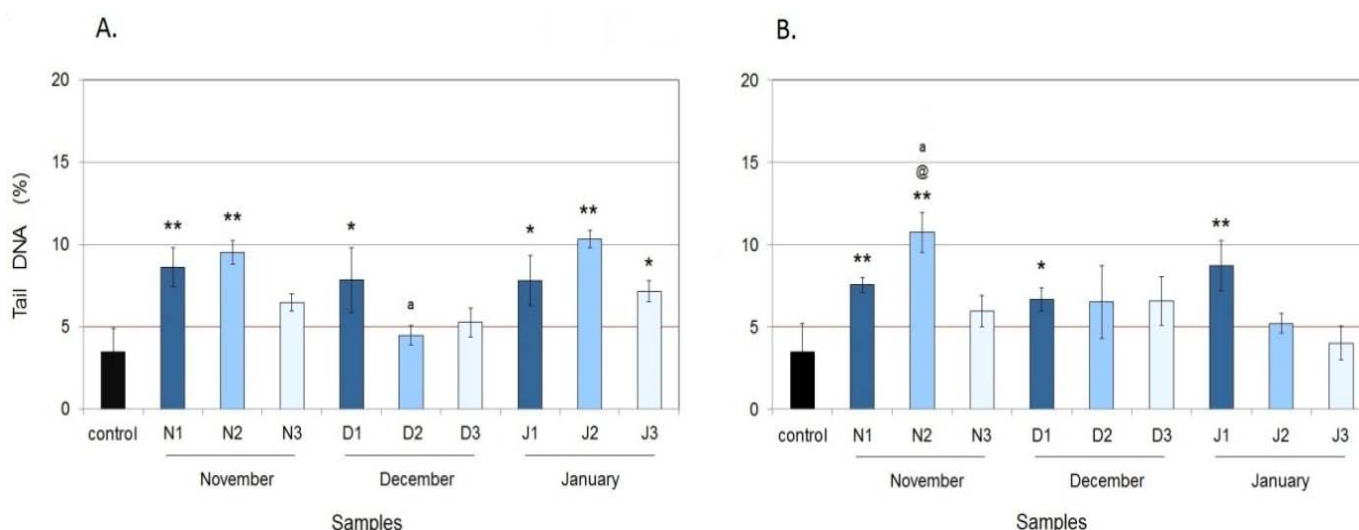 A.
20
15
10
5
0
Tail DNA (%)
** ** * a * ** *
control N1 N2 N3 D1 D2 D3 J1 J2 J3
November December January
Samples
B.
20
15
10
5
0
** a
@
** * **
control N1 N2 N3 D1 D2 D3 J1 J2 J3
November December January
Samples